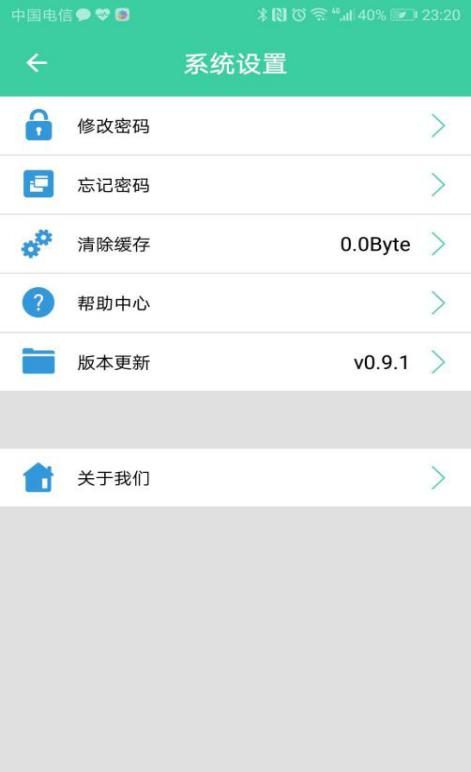 中国电信 40% 23:20
系统设置
修改密码
忘记密码
清除缓存 0.0Byte
帮助中心
版本更新 v0.9.1
关于我们